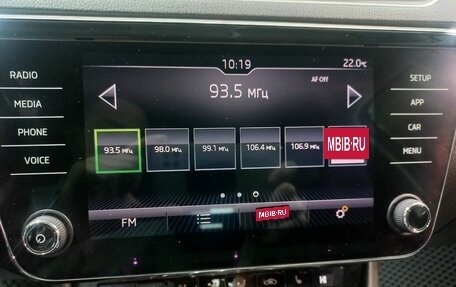 10:19
22.0°C
AF Off
93.5 МГц
RADIO
MEDIA
PHONE
VOICE
SETUP
APP
CAR
MENU
93.5 МГц
98.0 МГц
99.1 МГц
106.4 МГц
106.9 МГц
MBIB·RU
FM
MBIB·RU